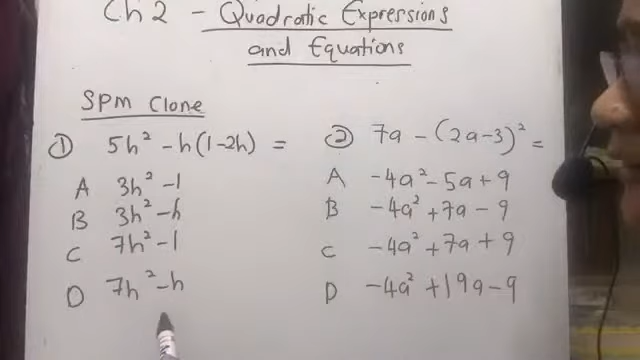 Ch 2 - Quadratic Expressions
and Equations
SPM Clone
① 5h² - h(1-2h) =
A 3h² - 1
B 3h² - h
C 7h² - 1
D 7h² - h
② 7a - (2a-3)² =
A -4a² - 5a + 9
B -4a² + 7a - 9
C -4a² + 7a + 9
D -4a² + 19a - 9